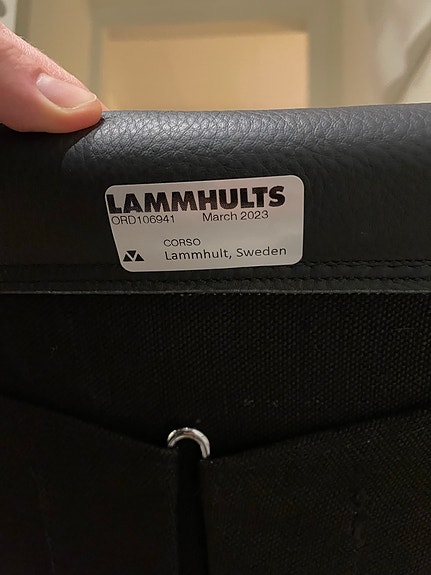 LAMMHULTS
ORD106941 March 2023
CORSO
Lammhult, Sweden